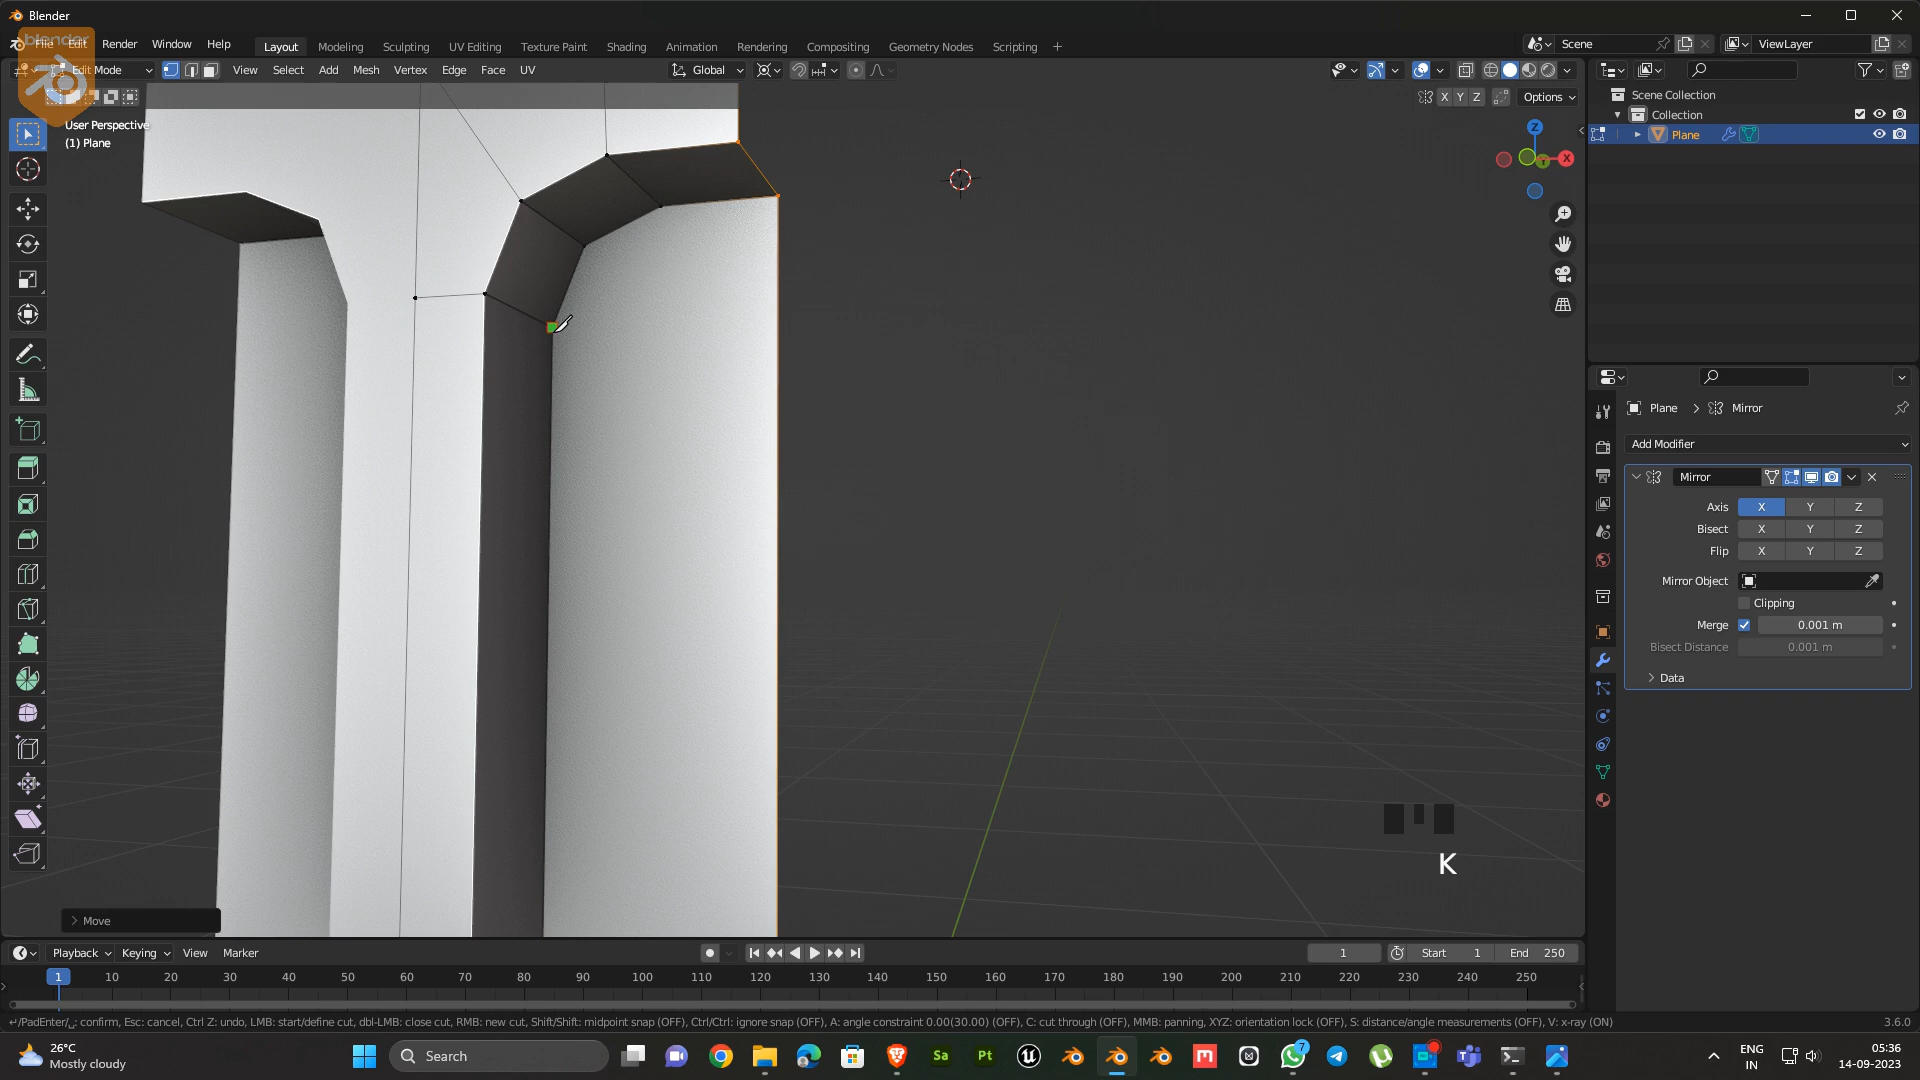 Blender
blender
File Edit Render Window Help Layout Modeling Sculpting UV Editing Texture Paint Shading Animation Rendering Compositing Geometry Nodes Scripting + Scene ViewLayer
Edit Mode View Select Add Mesh Vertex Edge Face UV Global
X Y Z Options
User Perspective
(1) Plane
Z
X
Y
Scene Collection
Collection
Plane
Plane > Mirror
Add Modifier
Mirror
Axis X Y Z
Bisect X Y Z
Flip X Y Z
Mirror Object
Clipping
Merge 0.001 m
Bisect Distance 0.001 m
Data
K
Move
Playback Keying View Marker 1 Start 1 End 250
1 10 20 30 40 50 60 70 80 90 100 110 120 130 140 150 160 170 180 190 200 210 220 230 240 250
↵/PadEnter/␣: confirm, Esc: cancel, Ctrl Z: undo, LMB: start/define cut, dbl-LMB: close cut, RMB: new cut, Shift/Shift: midpoint snap (OFF), Ctrl/Ctrl: ignore snap (OFF), A: angle constraint 0.00(30.00) (OFF), C: cut through (OFF), MMB: panning, XYZ: orientation lock (OFF), S: distance/angle measurements (OFF), V: x-ray (ON) 3.6.0
26°C
Mostly cloudy
Search
Sa Pt
7
ENG
IN
05:36
14-09-2023